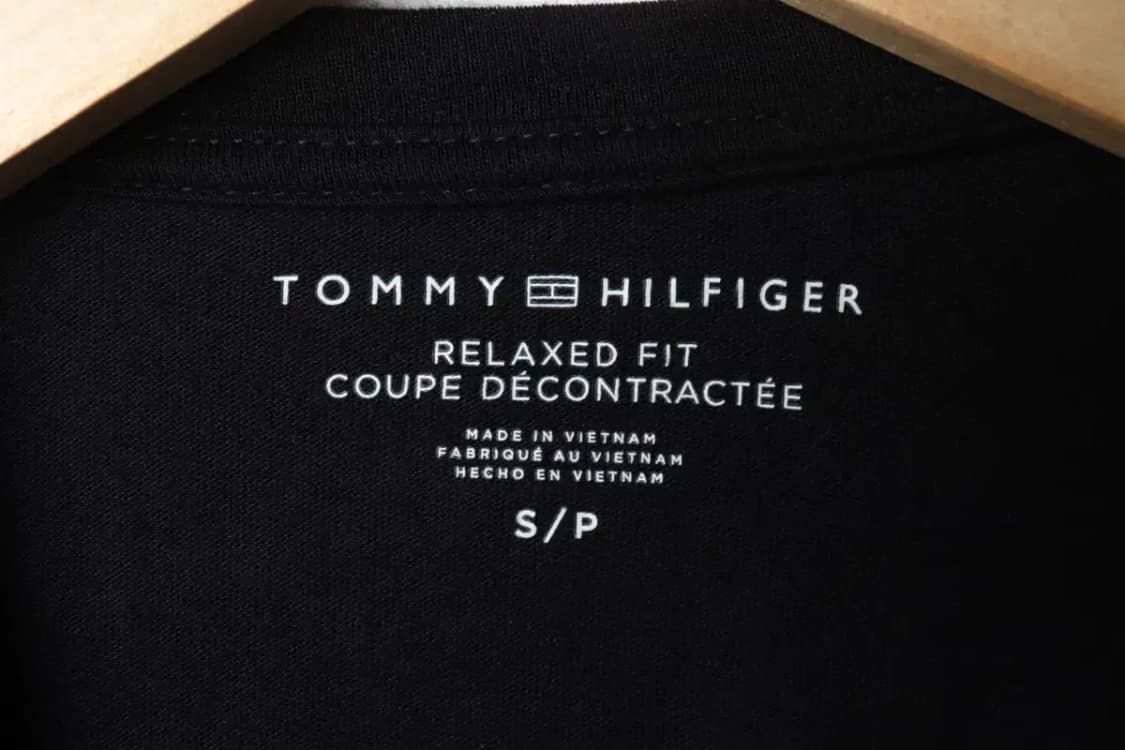 TOMMY HILFIGER
RELAXED FIT
COUPE DÉCONTRACTÉE
MADE IN VIETNAM
FABRIQUÉ AU VIETNAM
HECHO EN VIETNAM
S/P